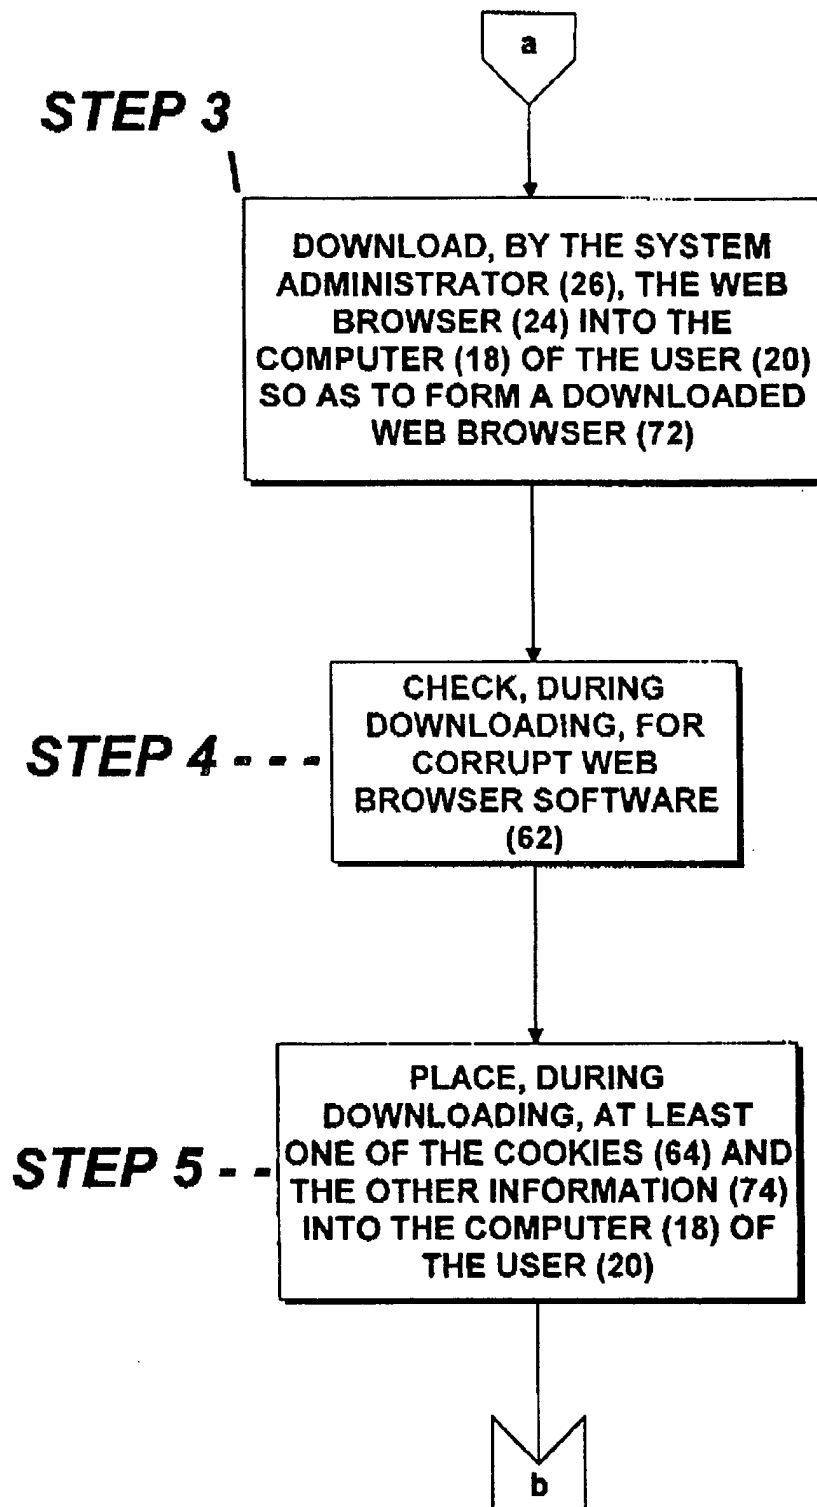 a
STEP 3
DOWNLOAD, BY THE SYSTEM
ADMINISTRATOR (26), THE WEB
BROWSER (24) INTO THE
COMPUTER (18) OF THE USER (20)
SO AS TO FORM A DOWNLOADED
WEB BROWSER (72)
STEP 4
CHECK, DURING
DOWNLOADING, FOR
CORRUPT WEB
BROWSER SOFTWARE
(62)
STEP 5
PLACE, DURING
DOWNLOADING, AT LEAST
ONE OF THE COOKIES (64) AND
THE OTHER INFORMATION (74)
INTO THE COMPUTER (18) OF
THE USER (20)
b